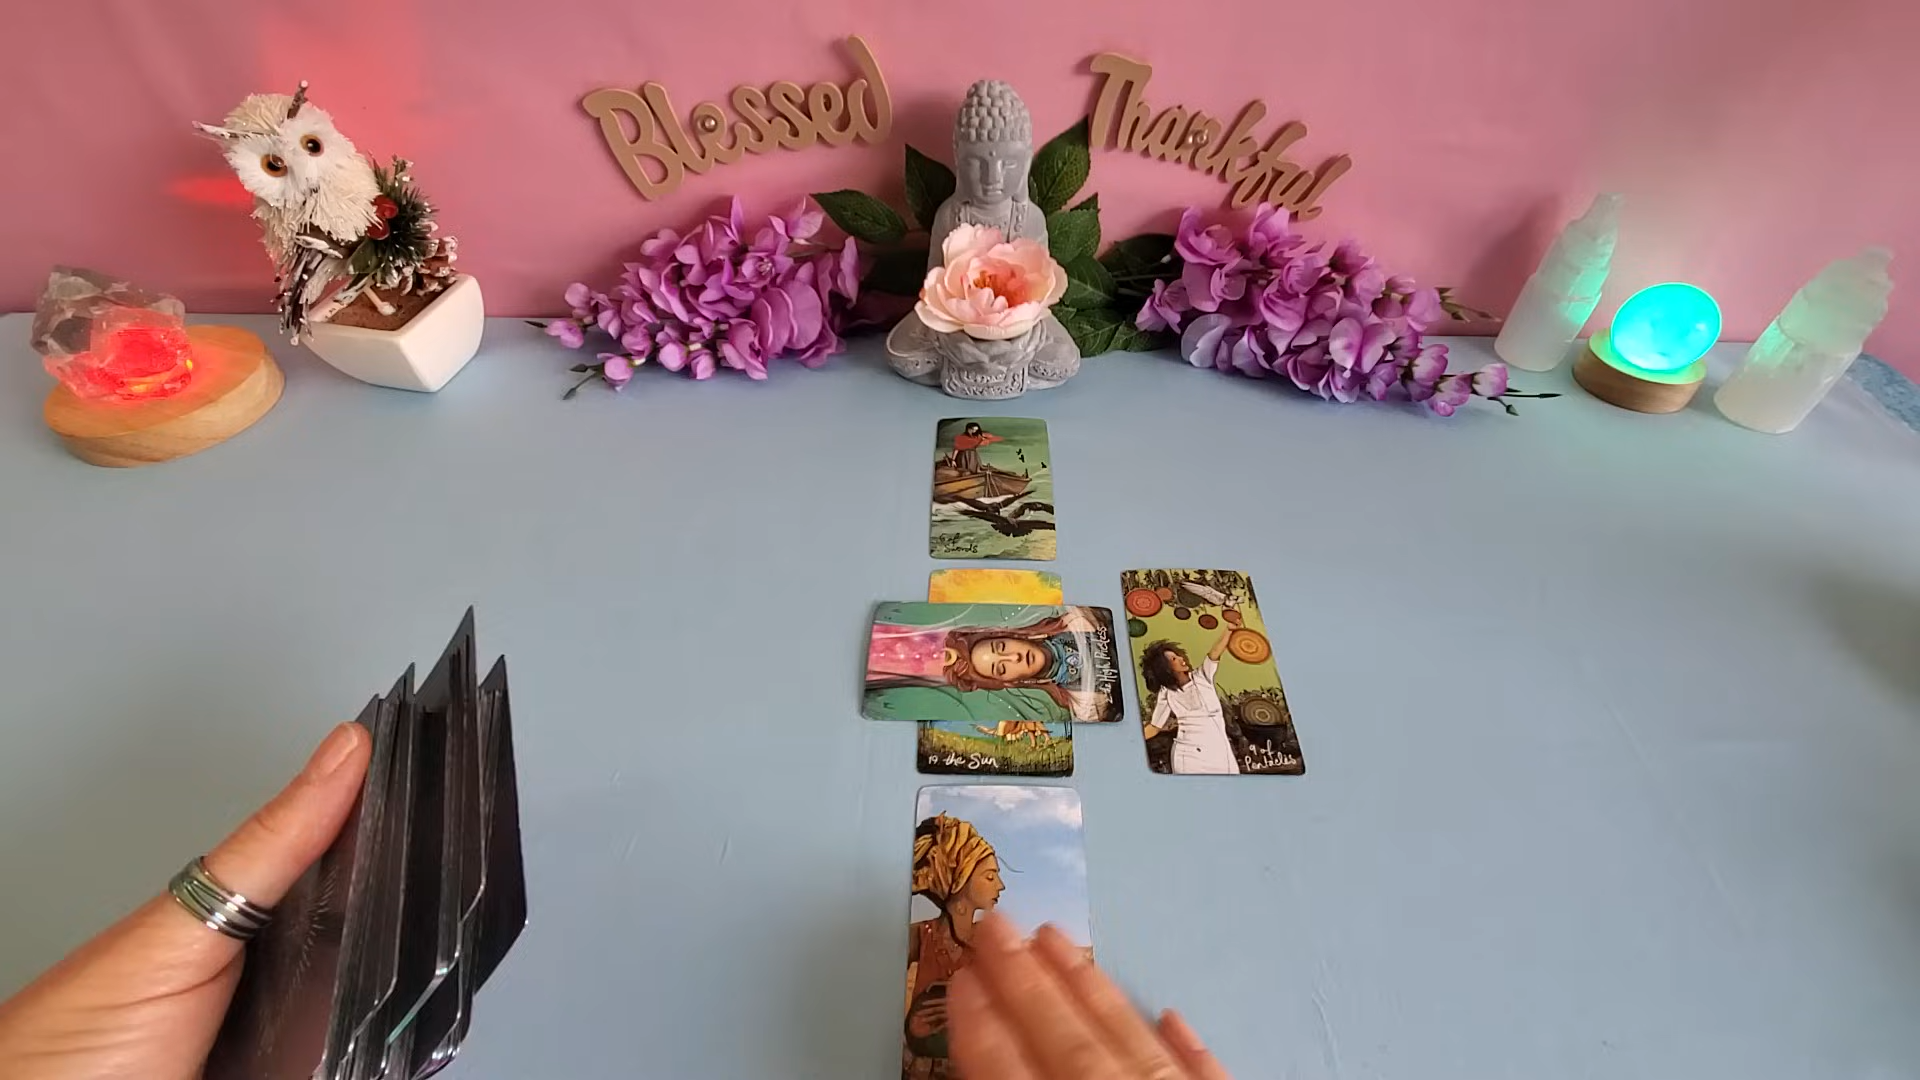 Blessed
Thankful
6 of
Swords
the High Priestess
19 the Sun
9 of
Pentacles